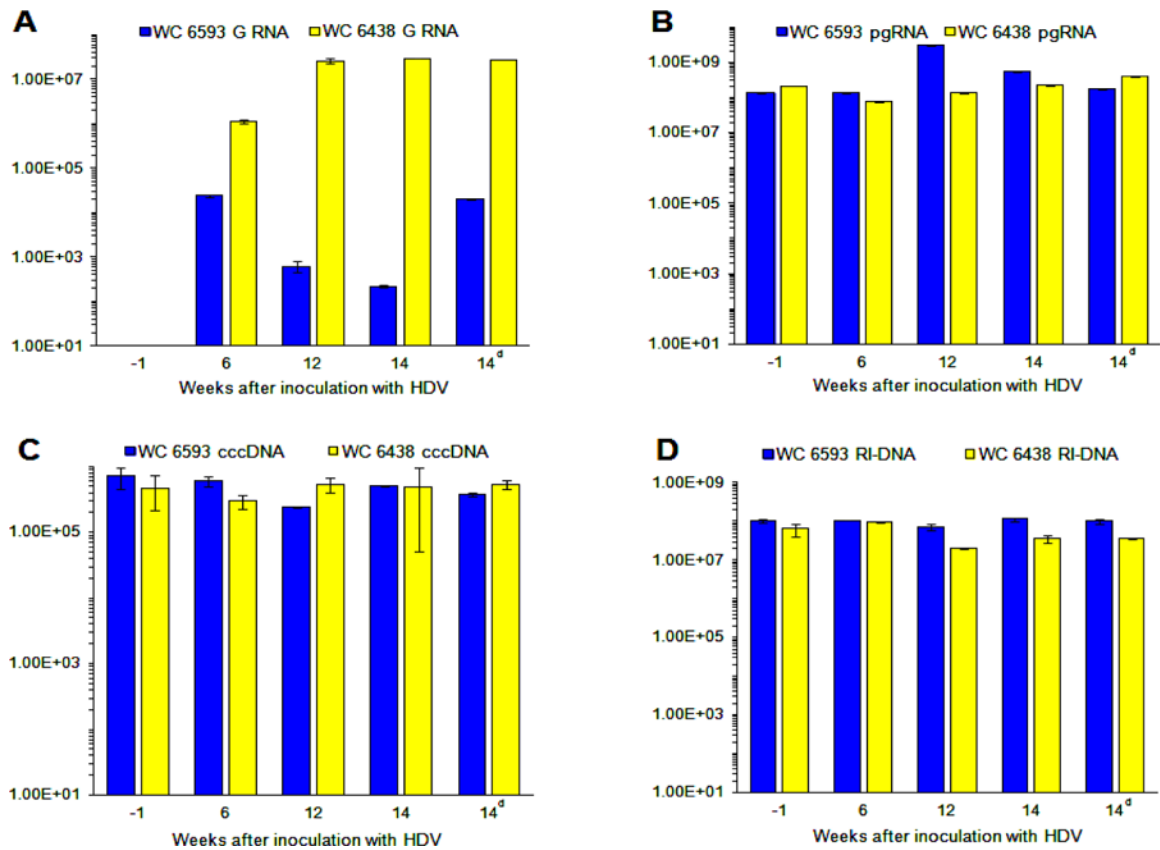 A
WC 6593 G RNA WC 6438 G RNA
1.00E+07
1.00E+05
1.00E+03
1.00E+01
-1 6 12 14 14 d
Weeks after inoculation with HDV
B
WC 6593 pgRNA WC 6438 pgRNA
1.00E+09
1.00E+07
1.00E+05
1.00E+03
1.00E+01
-1 6 12 14 14 d
Weeks after inoculation with HDV
C
WC 6593 cccDNA WC 6438 cccDNA
1.00E+05
1.00E+03
1.00E+01
-1 6 12 14 14 d
Weeks after inoculation with HDV
D
WC 6593 RI-DNA WC 6438 RI-DNA
1.00E+09
1.00E+07
1.00E+05
1.00E+03
1.00E+01
-1 6 12 14 14 d
Weeks after inoculation with HDV